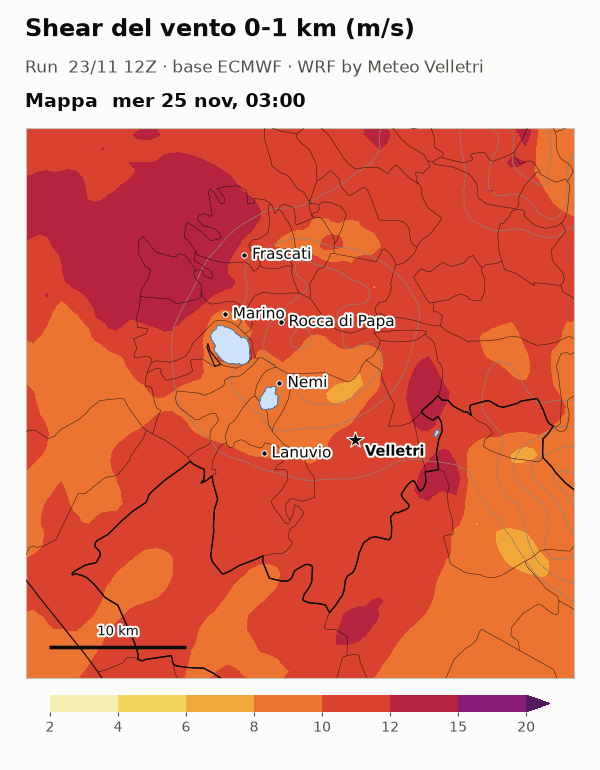 Shear del vento 0-1 km (m/s)
Run  23/11 12Z · base ECMWF · WRF by Meteo Velletri
Mappa  mer 25 nov, 03:00
Frascati
Marino
Rocca di Papa
Nemi
Velletri
Lanuvio
10 km
2 4 6 8 10 12 15 20